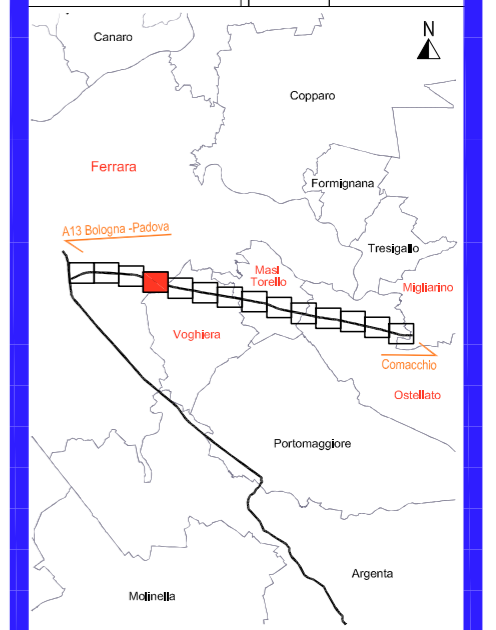 N
Canaro
Copparo
Ferrara
Formignana
A13 Bologna -Padova
Tresigallo
Masi
Torello
Migliarino
Voghiera
Comacchio
Ostellato
Portomaggiore
Argenta
Molinella